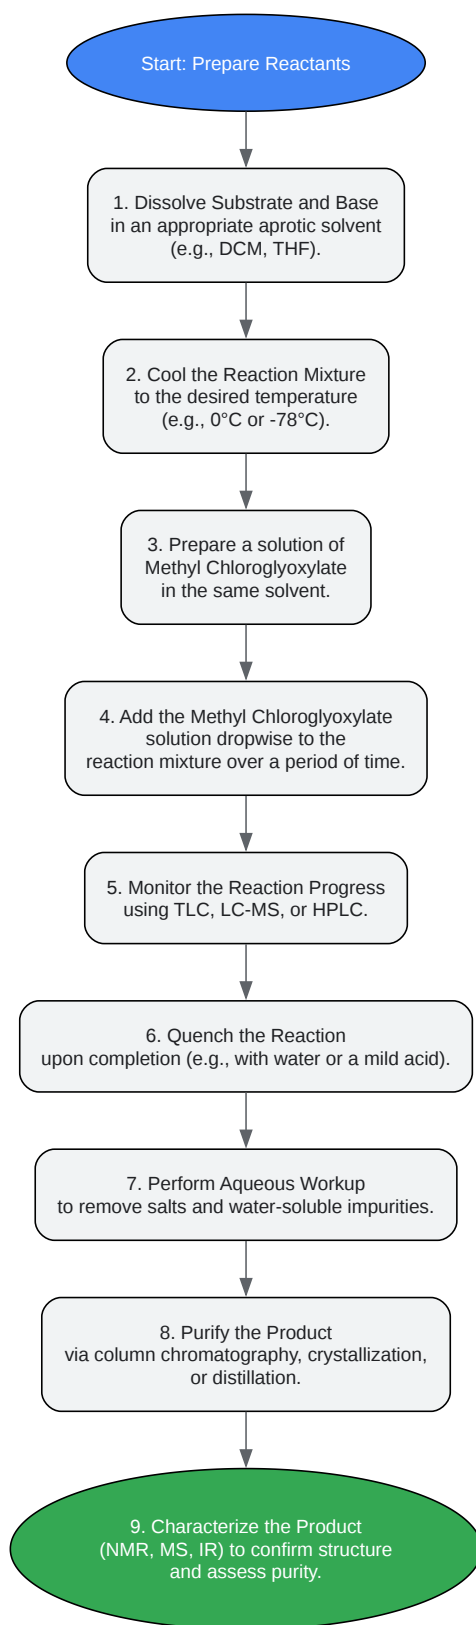 Start: Prepare Reactants
1. Dissolve Substrate and Base
in an appropriate aprotic solvent
(e.g., DCM, THF).
2. Cool the Reaction Mixture
to the desired temperature
(e.g., 0°C or -78°C).
3. Prepare a solution of
Methyl Chloroglyoxylate
in the same solvent.
4. Add the Methyl Chloroglyoxylate
solution dropwise to the
reaction mixture over a period of time.
5. Monitor the Reaction Progress
using TLC, LC-MS, or HPLC.
6. Quench the Reaction
upon completion (e.g., with water or a mild acid).
7. Perform Aqueous Workup
to remove salts and water-soluble impurities.
8. Purify the Product
via column chromatography, crystallization,
or distillation.
9. Characterize the Product
(NMR, MS, IR) to confirm structure
and assess purity.